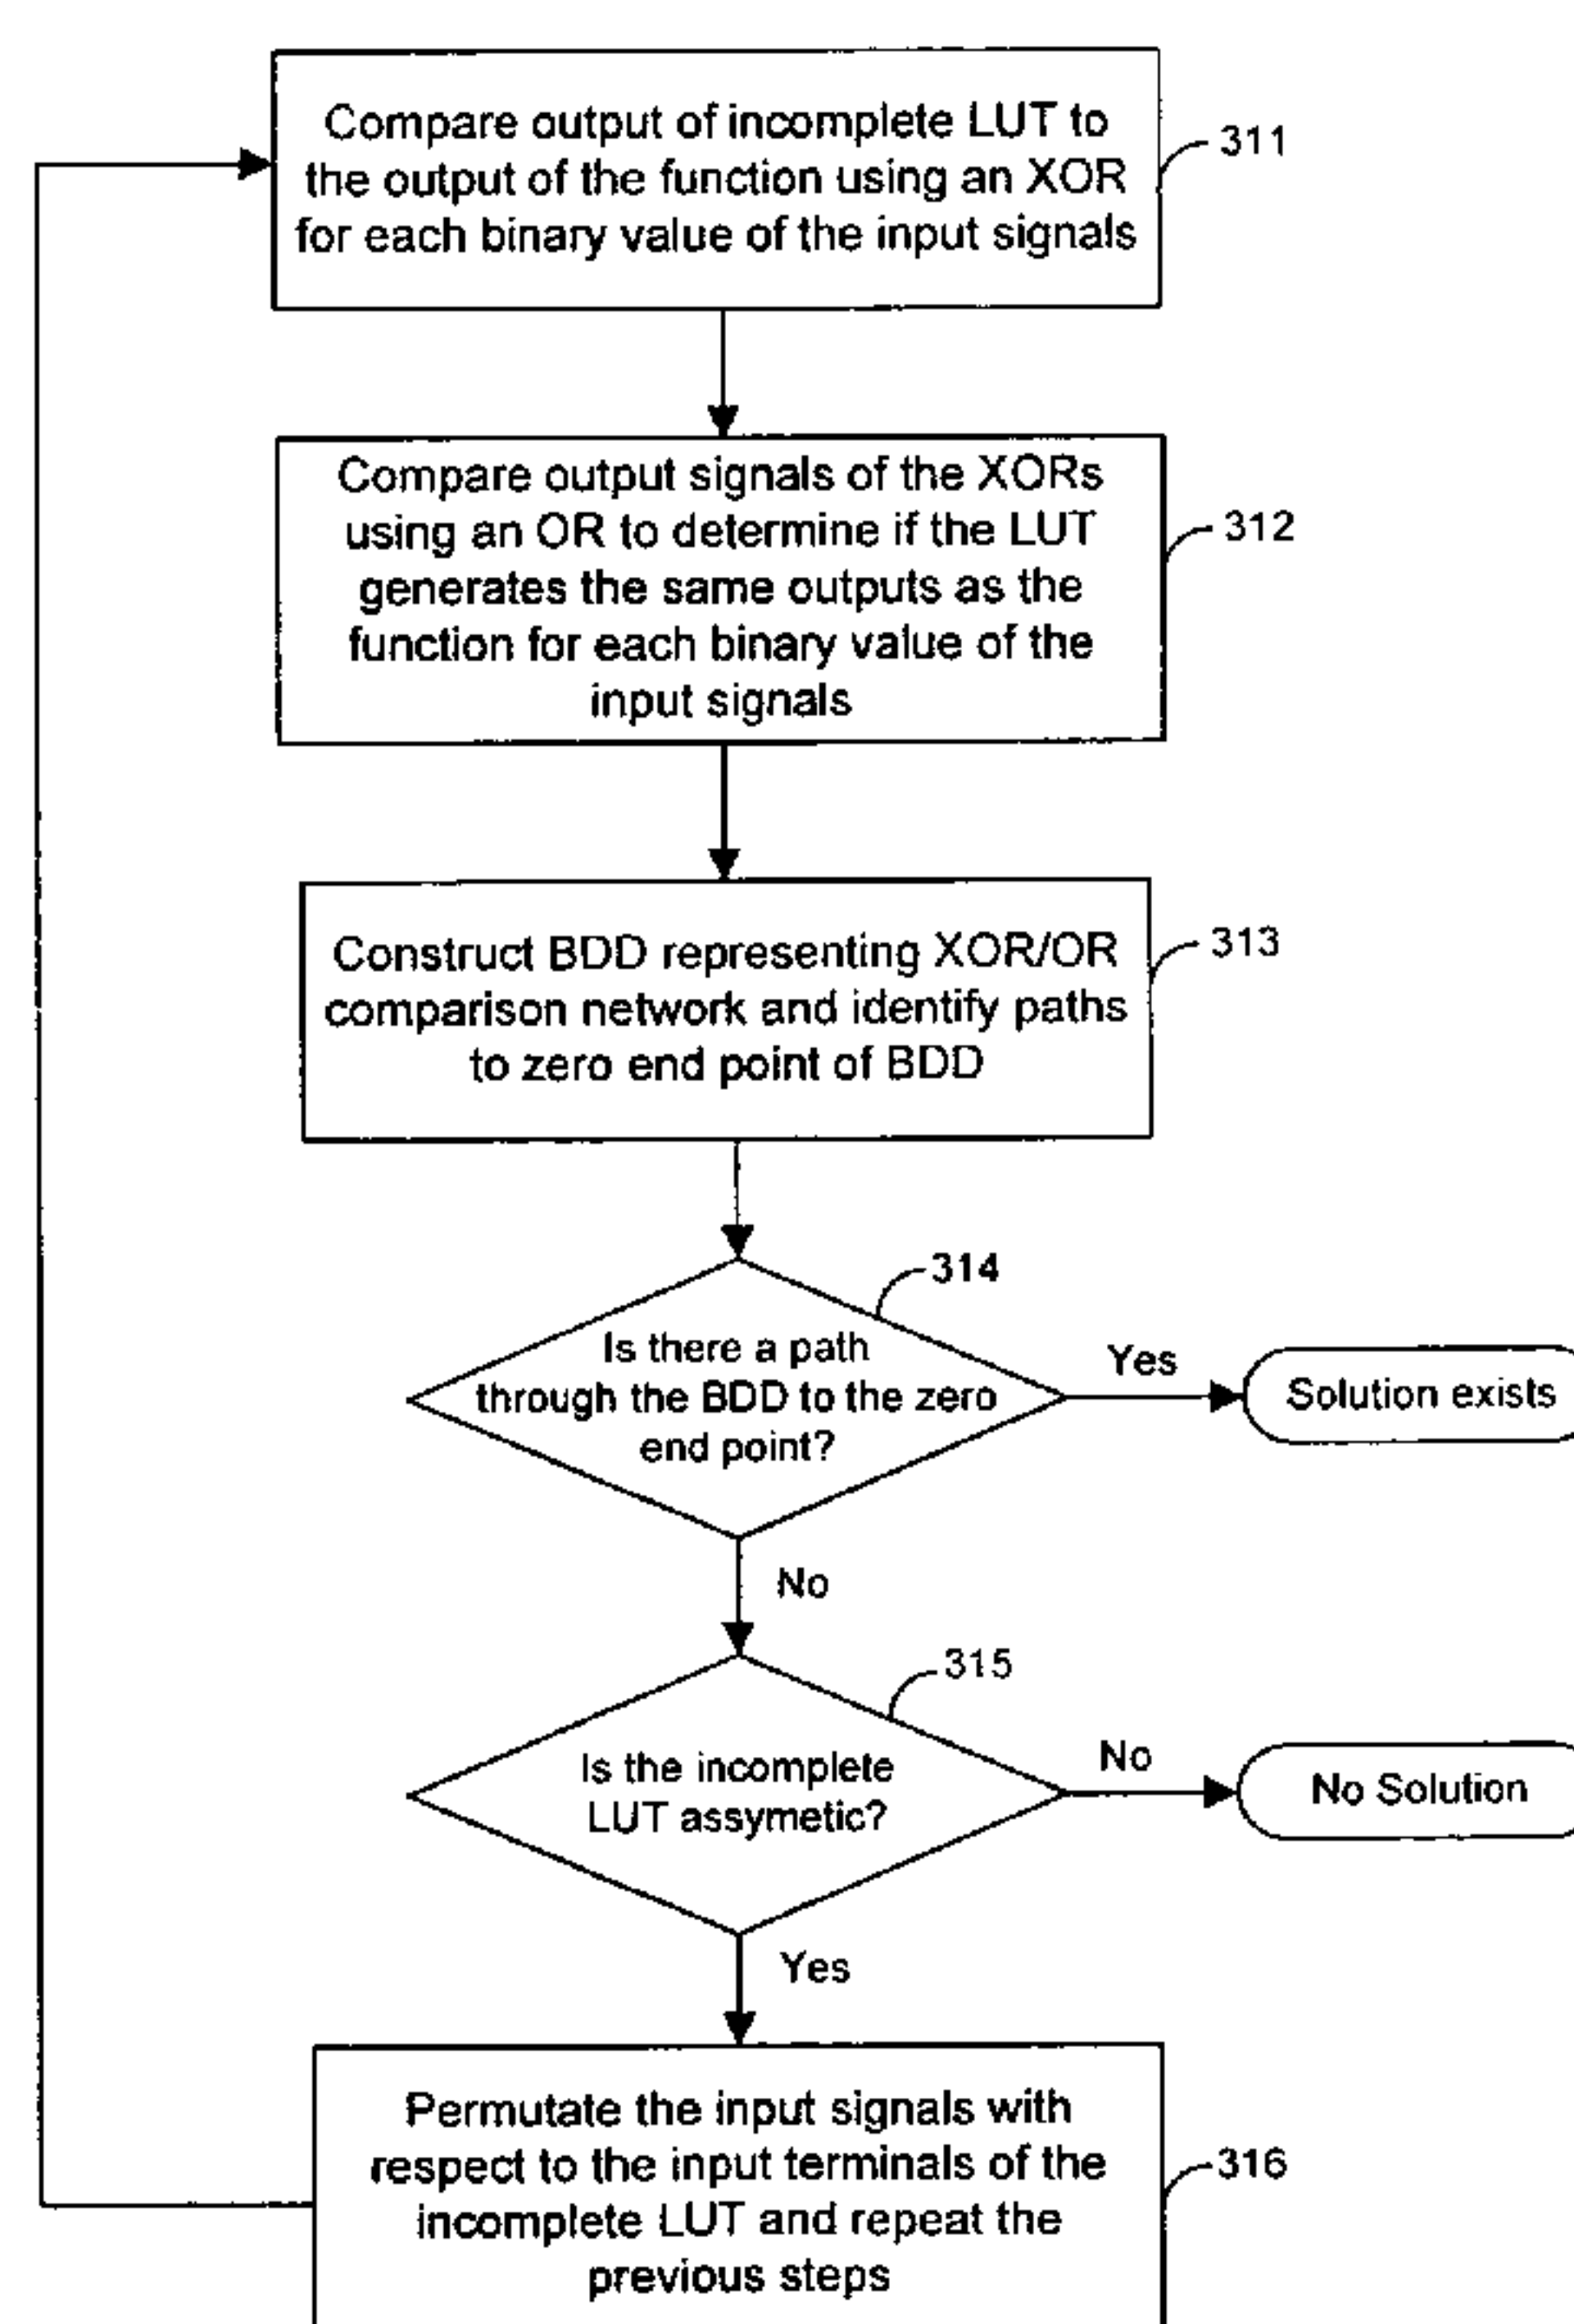 Compare output of incomplete LUT to
the output of the function using an XOR
for each binary value of the input signals
311
Compare output signals of the XORs
using an OR to determine if the LUT
generates the same outputs as the
function for each binary value of the
input signals
312
Construct BDD representing XOR/OR
comparison network and identify paths
to zero end point of BDD
313
314
Is there a path
through the BDD to the zero
end point?
Yes
Solution exists
No
315
Is the incomplete
LUT assymetic?
No
No Solution
Yes
Permutate the input signals with
respect to the input terminals of the
incomplete LUT and repeat the
previous steps
316